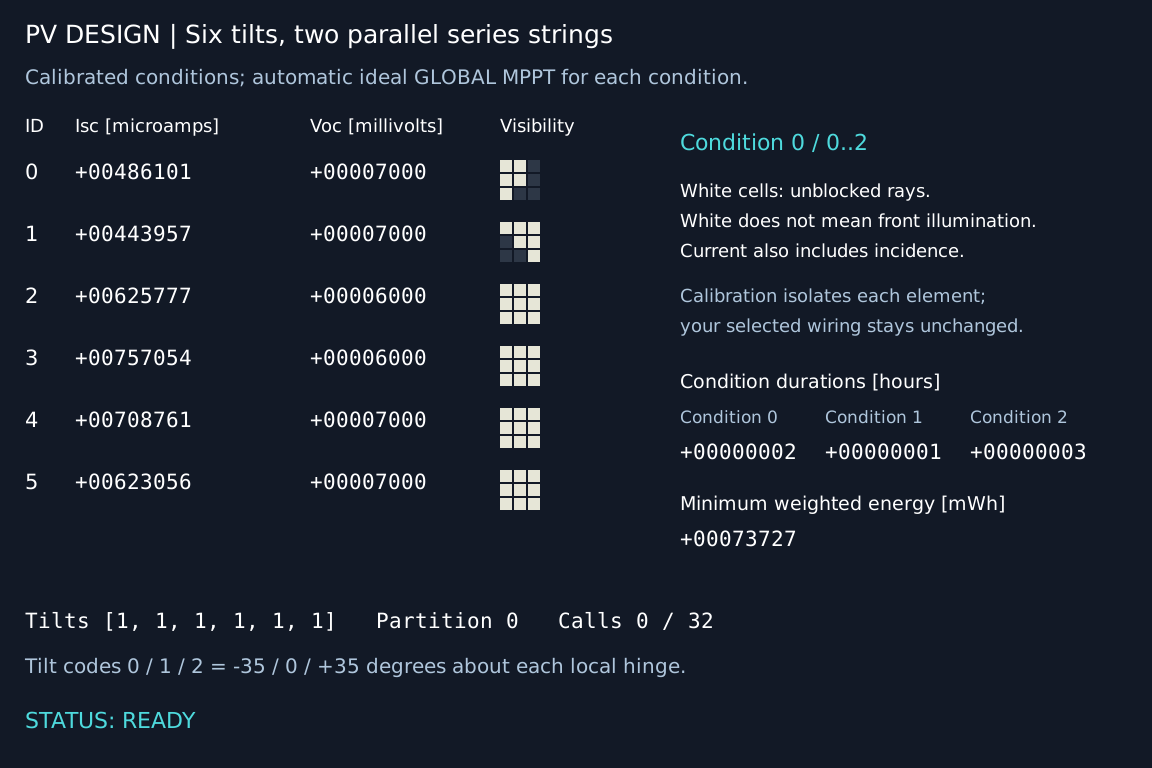 PV DESIGN | Six tilts, two parallel series strings
Calibrated conditions; automatic ideal GLOBAL MPPT for each condition.
ID Isc [microamps] Voc [millivolts] Visibility
0 +00486101 +00007000
1 +00443957 +00007000
2 +00625777 +00006000
3 +00757054 +00006000
4 +00708761 +00007000
5 +00623056 +00007000
Condition 0 / 0..2
White cells: unblocked rays.
White does not mean front illumination.
Current also includes incidence.
Calibration isolates each element;
your selected wiring stays unchanged.
Condition durations [hours]
Condition 0 Condition 1 Condition 2
+00000002 +00000001 +00000003
Minimum weighted energy [mWh]
+00073727
Tilts [1, 1, 1, 1, 1, 1] Partition 0 Calls 0 / 32
Tilt codes 0 / 1 / 2 = -35 / 0 / +35 degrees about each local hinge.
STATUS: READY